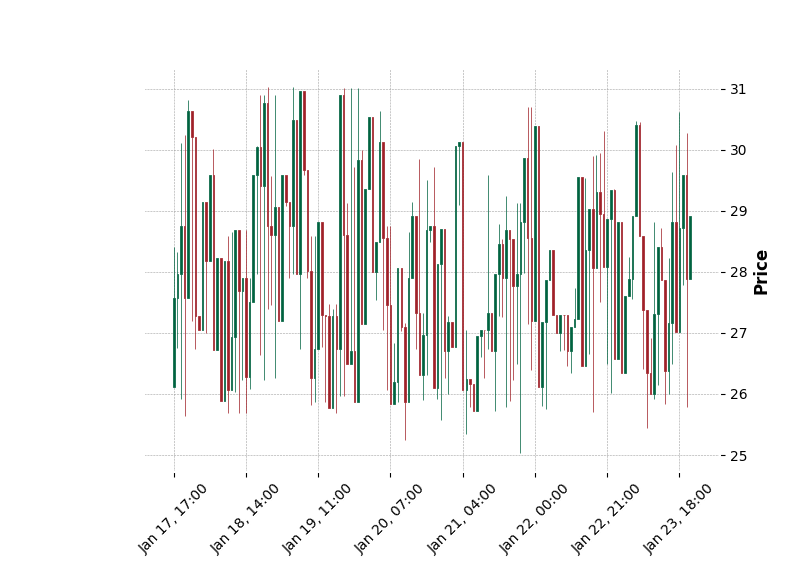 31
30
29
28
27
26
25
Price
Jan 17, 17:00
Jan 18, 14:00
Jan 19, 11:00
Jan 20, 07:00
Jan 21, 04:00
Jan 22, 00:00
Jan 22, 21:00
Jan 23, 18:00